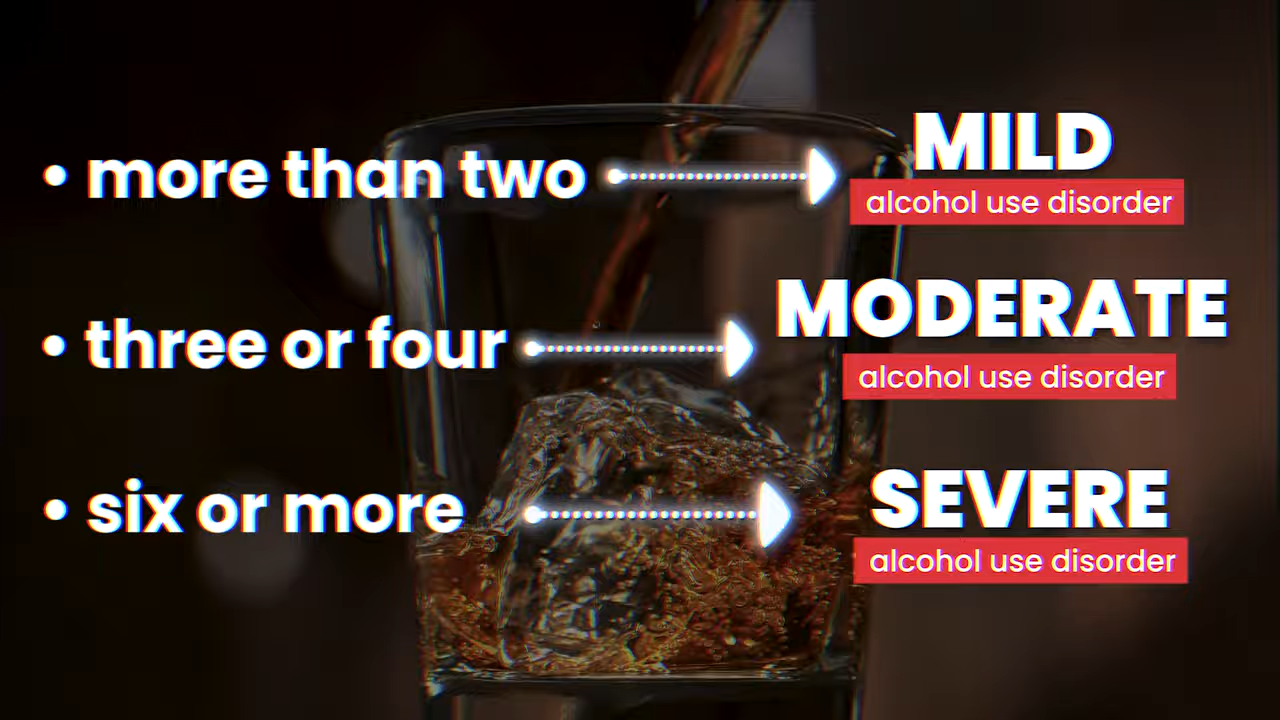 • more than two
MILD
alcohol use disorder
• three or four
MODERATE
alcohol use disorder
• six or more
SEVERE
alcohol use disorder